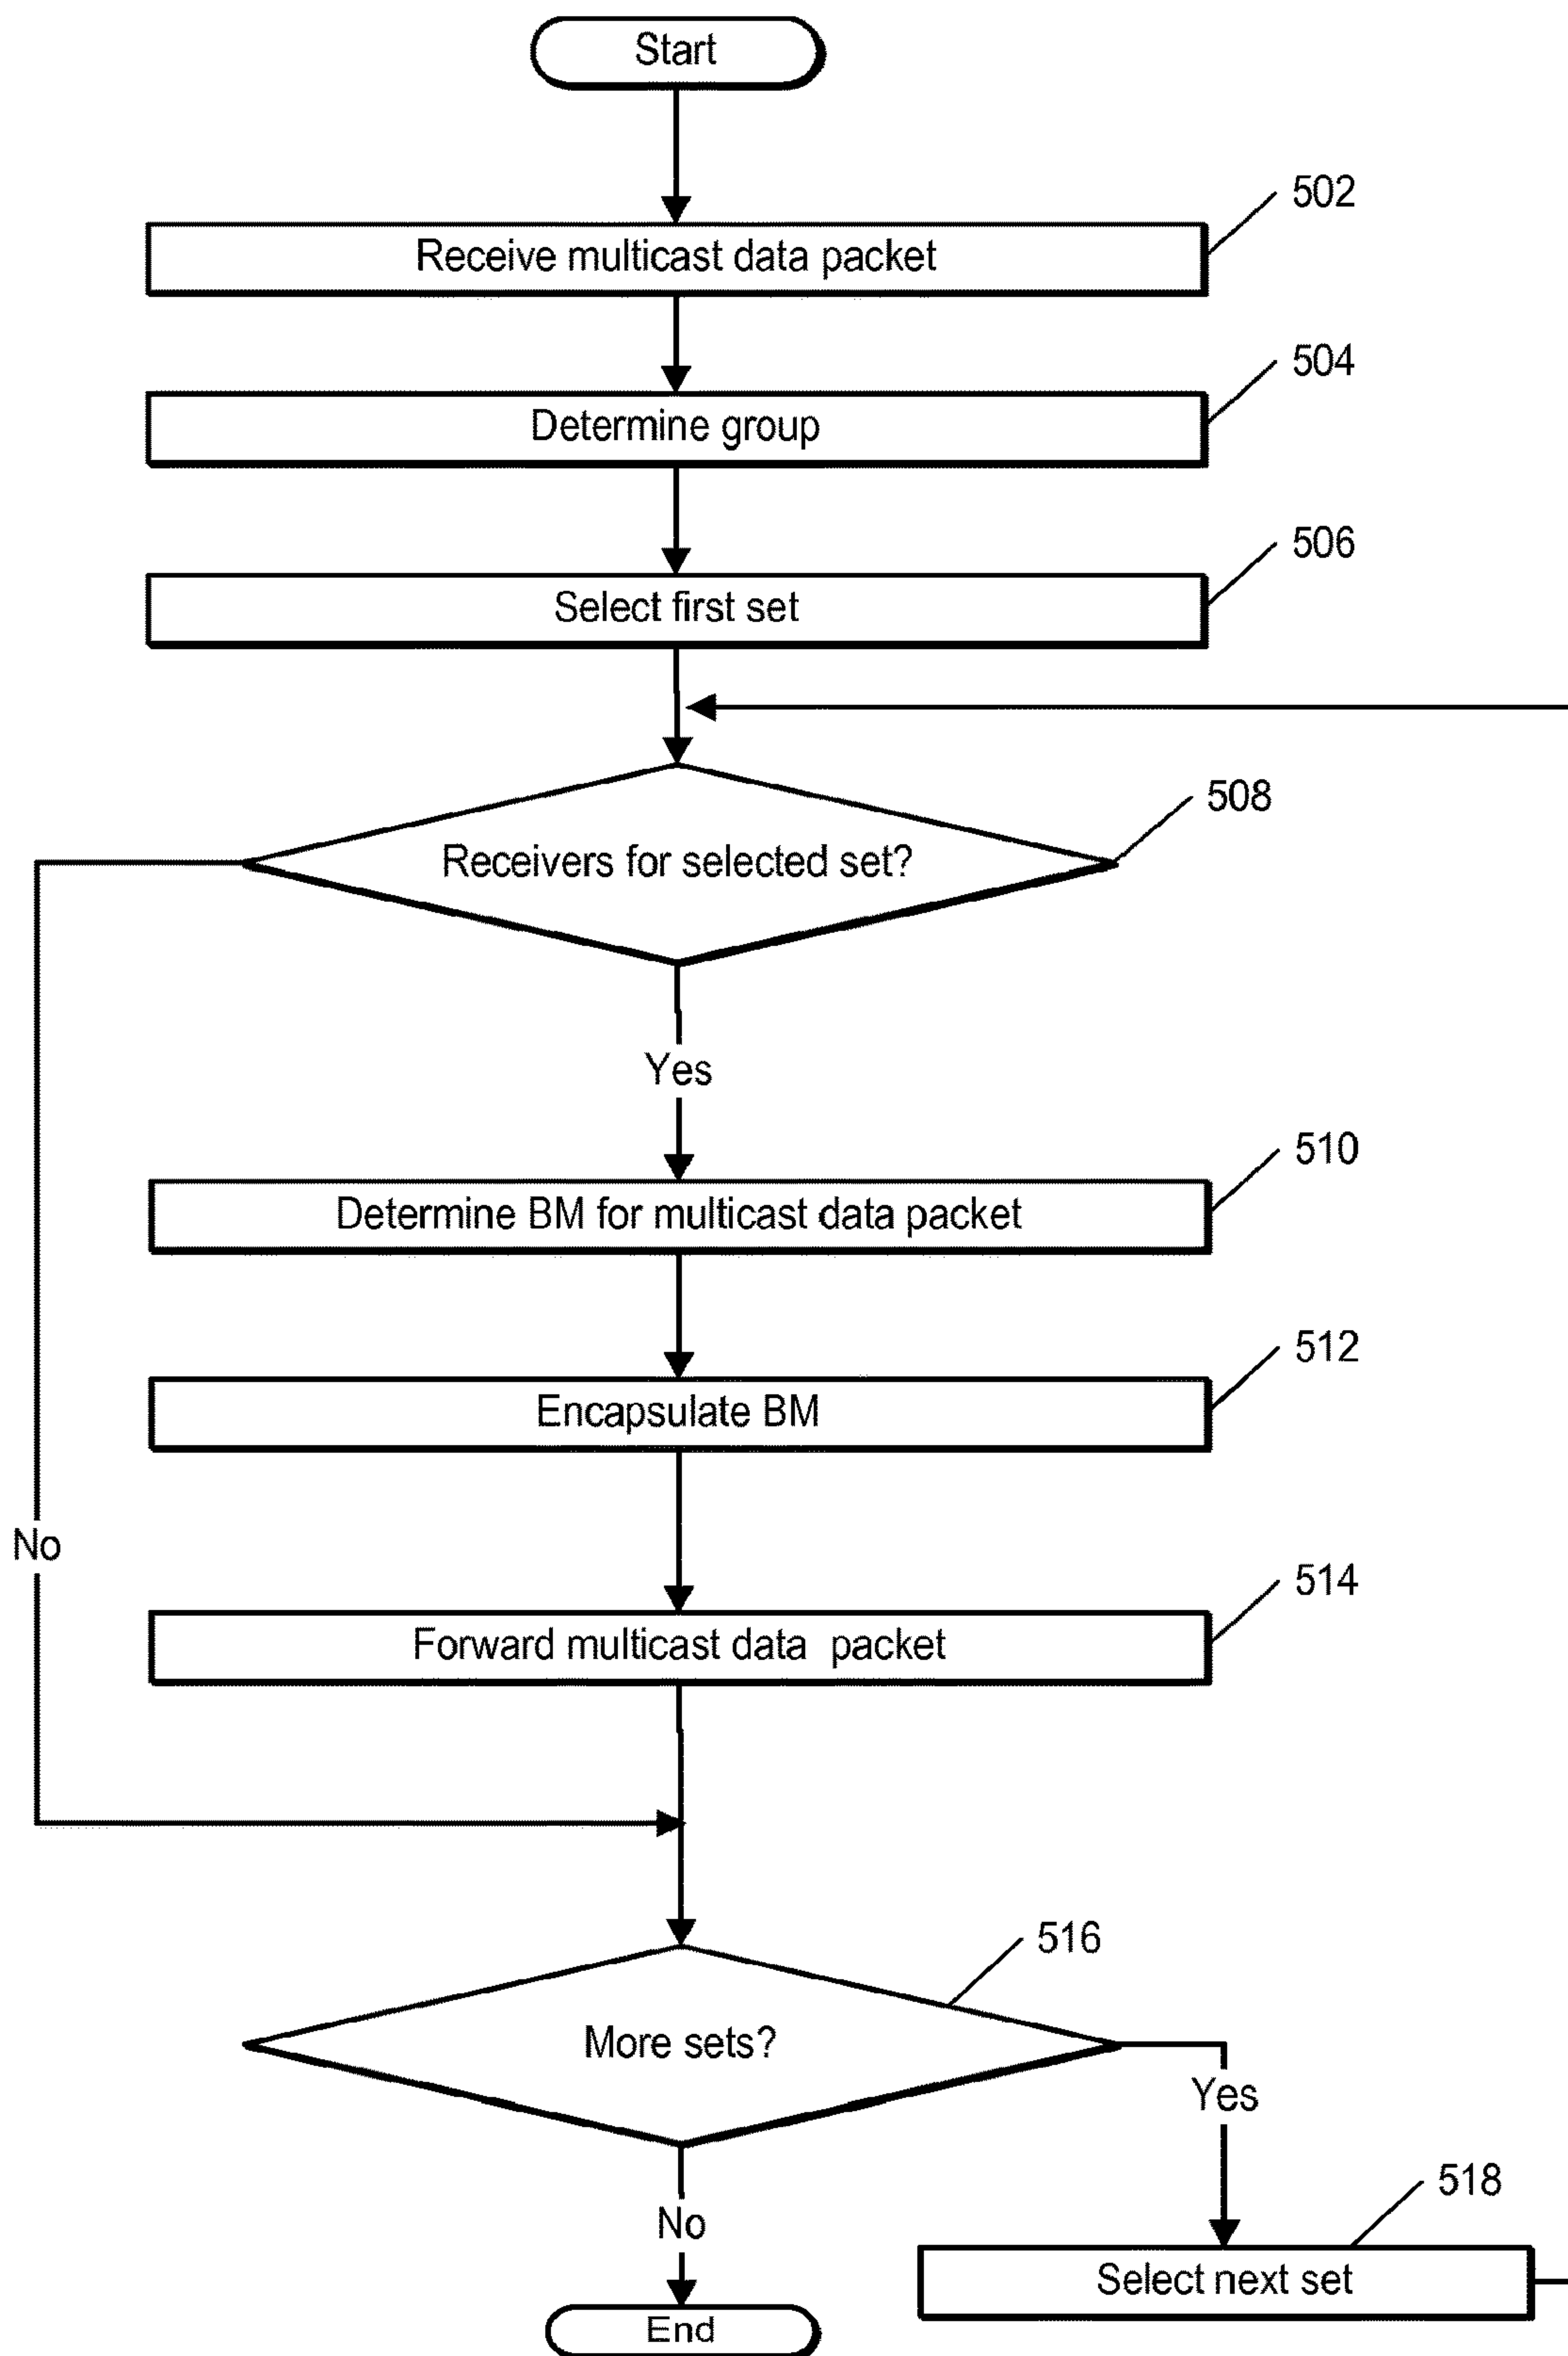 Start
502
Receive multicast data packet
504
Determine group
506
Select first set
508
Receivers for selected set?
Yes
510
Determine BM for multicast data packet
512
Encapsulate BM
No
514
Forward multicast data packet
516
More sets?
Yes
518
No
Select next set
End